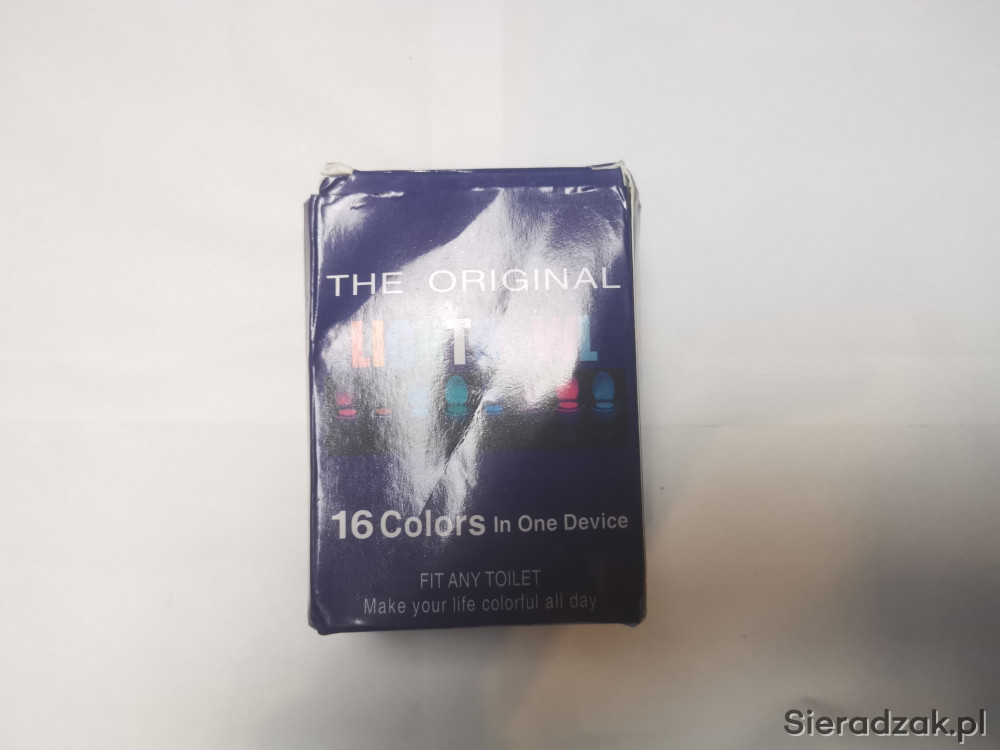 THE ORIGINAL
16 Colors In One Device
FIT ANY TOILET
Make your life colorful all day
Sieradzak.pl